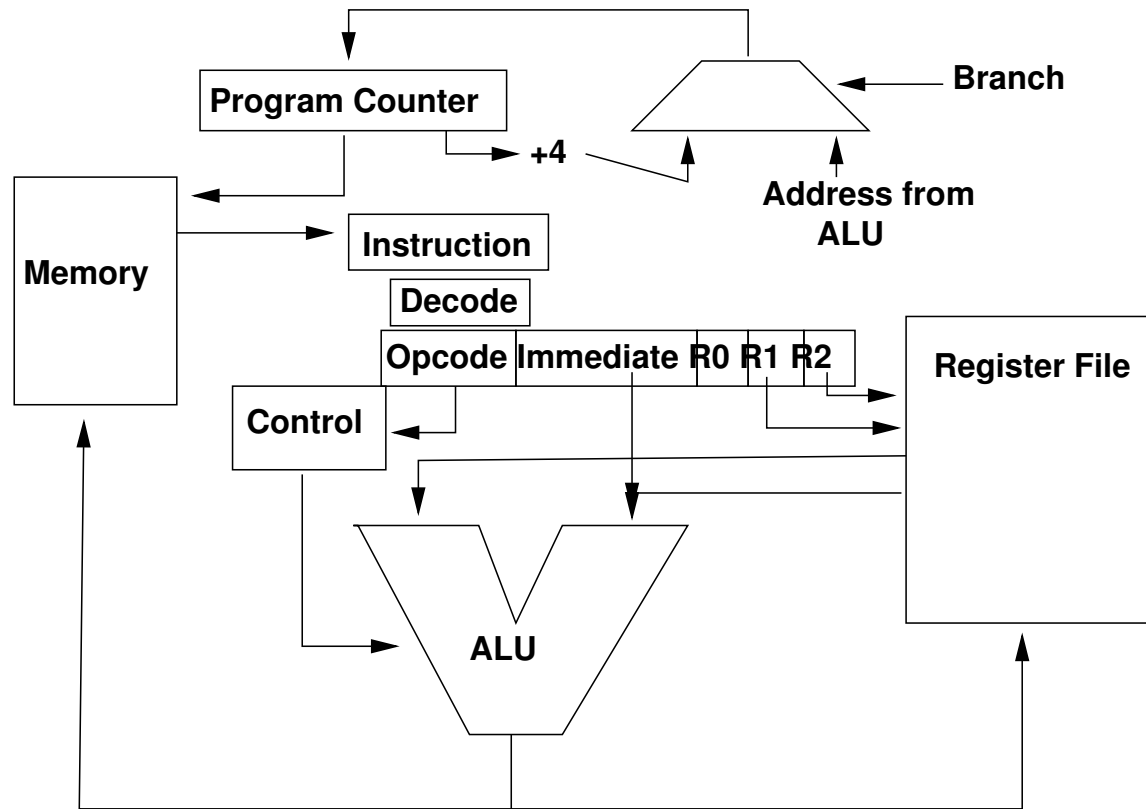 Program Counter
Branch
+4
Address from
ALU
Memory
Instruction
Decode
Opcode Immediate R0 R1 R2
Register File
Control
ALU